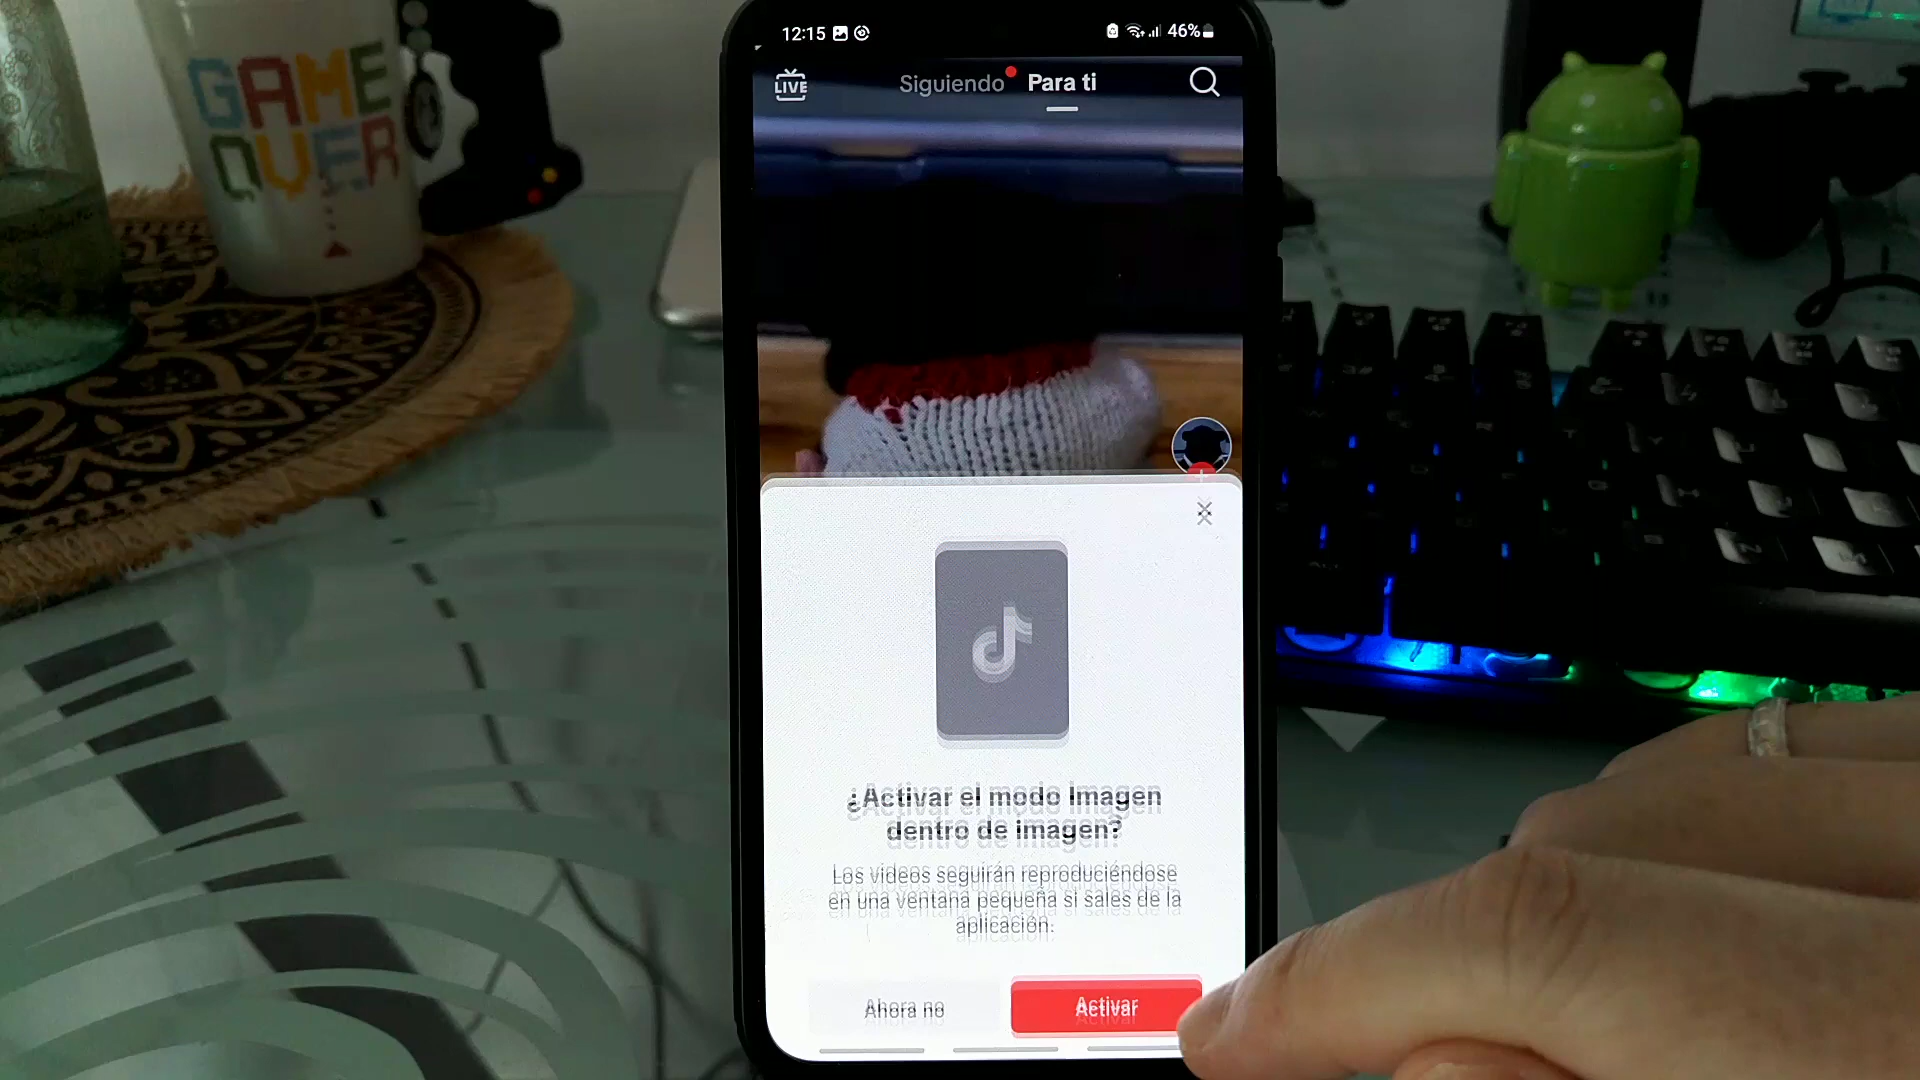 GAME
OVER
12:15
46%
LIVE
Siguiendo
Para ti
¿Activar el modo Imagen
dentro de imagen?
Los videos seguirán reproduciéndose
en una ventana pequeña si sales de la
aplicación.
Ahora no
Activar